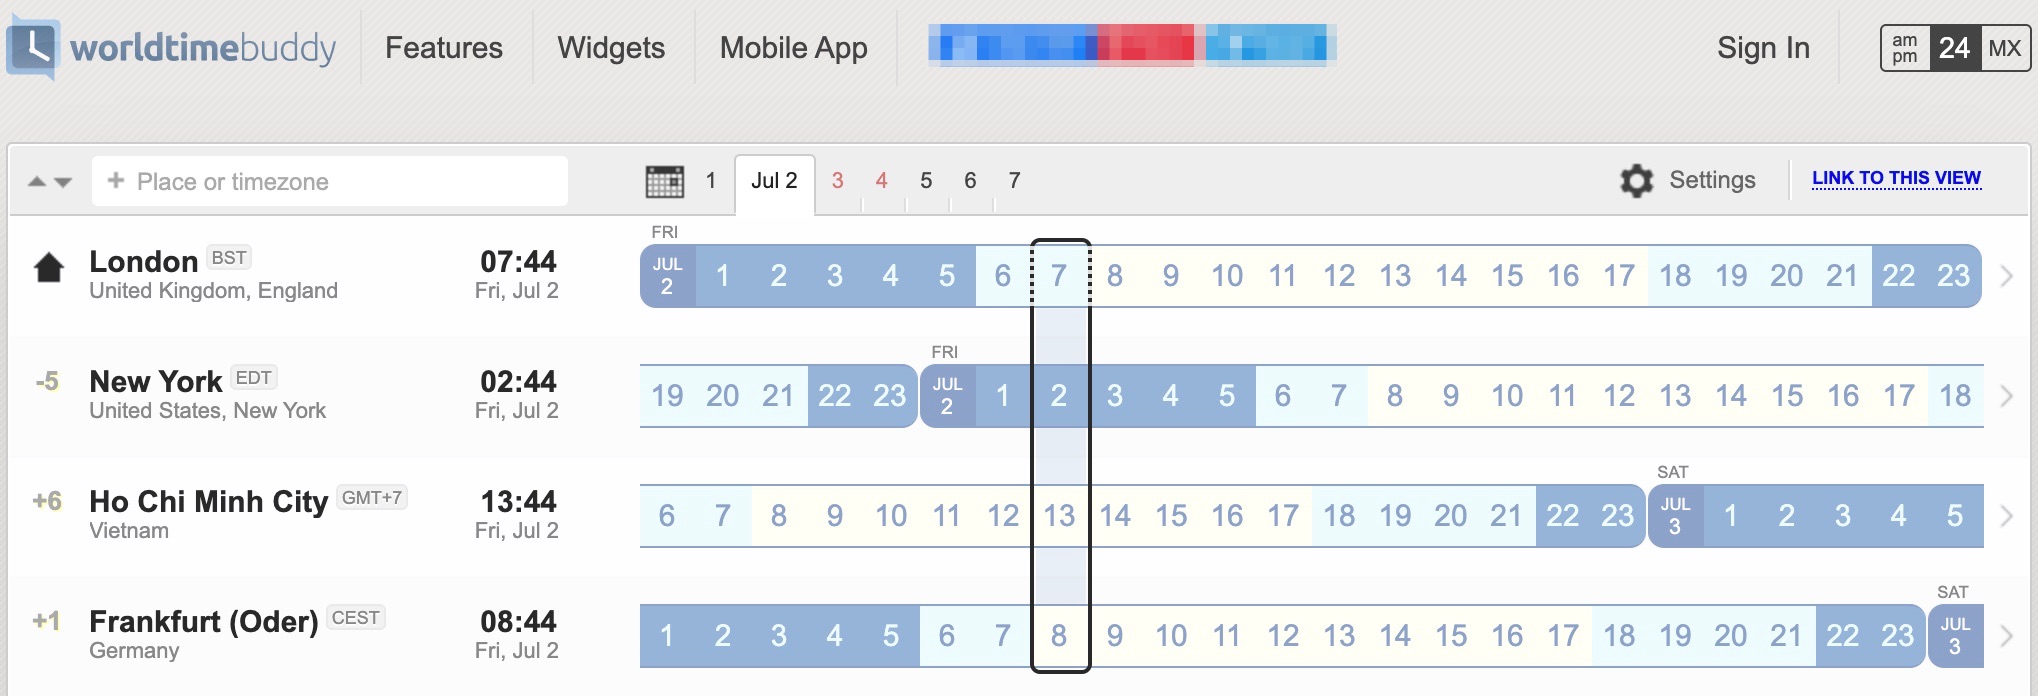 worldtimebuddy Features Widgets Mobile App Sign In am pm 24 MX
+ Place or timezone 1 Jul 2 3 4 5 6 7 Settings LINK TO THIS VIEW
FRI
London BST 07:44 JUL 2 1 2 3 4 5 6 7 8 9 10 11 12 13 14 15 16 17 18 19 20 21 22 23
United Kingdom, England Fri, Jul 2
FRI
-5 New York EDT 02:44 19 20 21 22 23 JUL 2 1 2 3 4 5 6 7 8 9 10 11 12 13 14 15 16 17 18
United States, New York Fri, Jul 2
SAT
+6 Ho Chi Minh City GMT+7 13:44 6 7 8 9 10 11 12 13 14 15 16 17 18 19 20 21 22 23 JUL 3 1 2 3 4 5
Vietnam Fri, Jul 2
SAT
+1 Frankfurt (Oder) CEST 08:44 1 2 3 4 5 6 7 8 9 10 11 12 13 14 15 16 17 18 19 20 21 22 23 JUL 3
Germany Fri, Jul 2